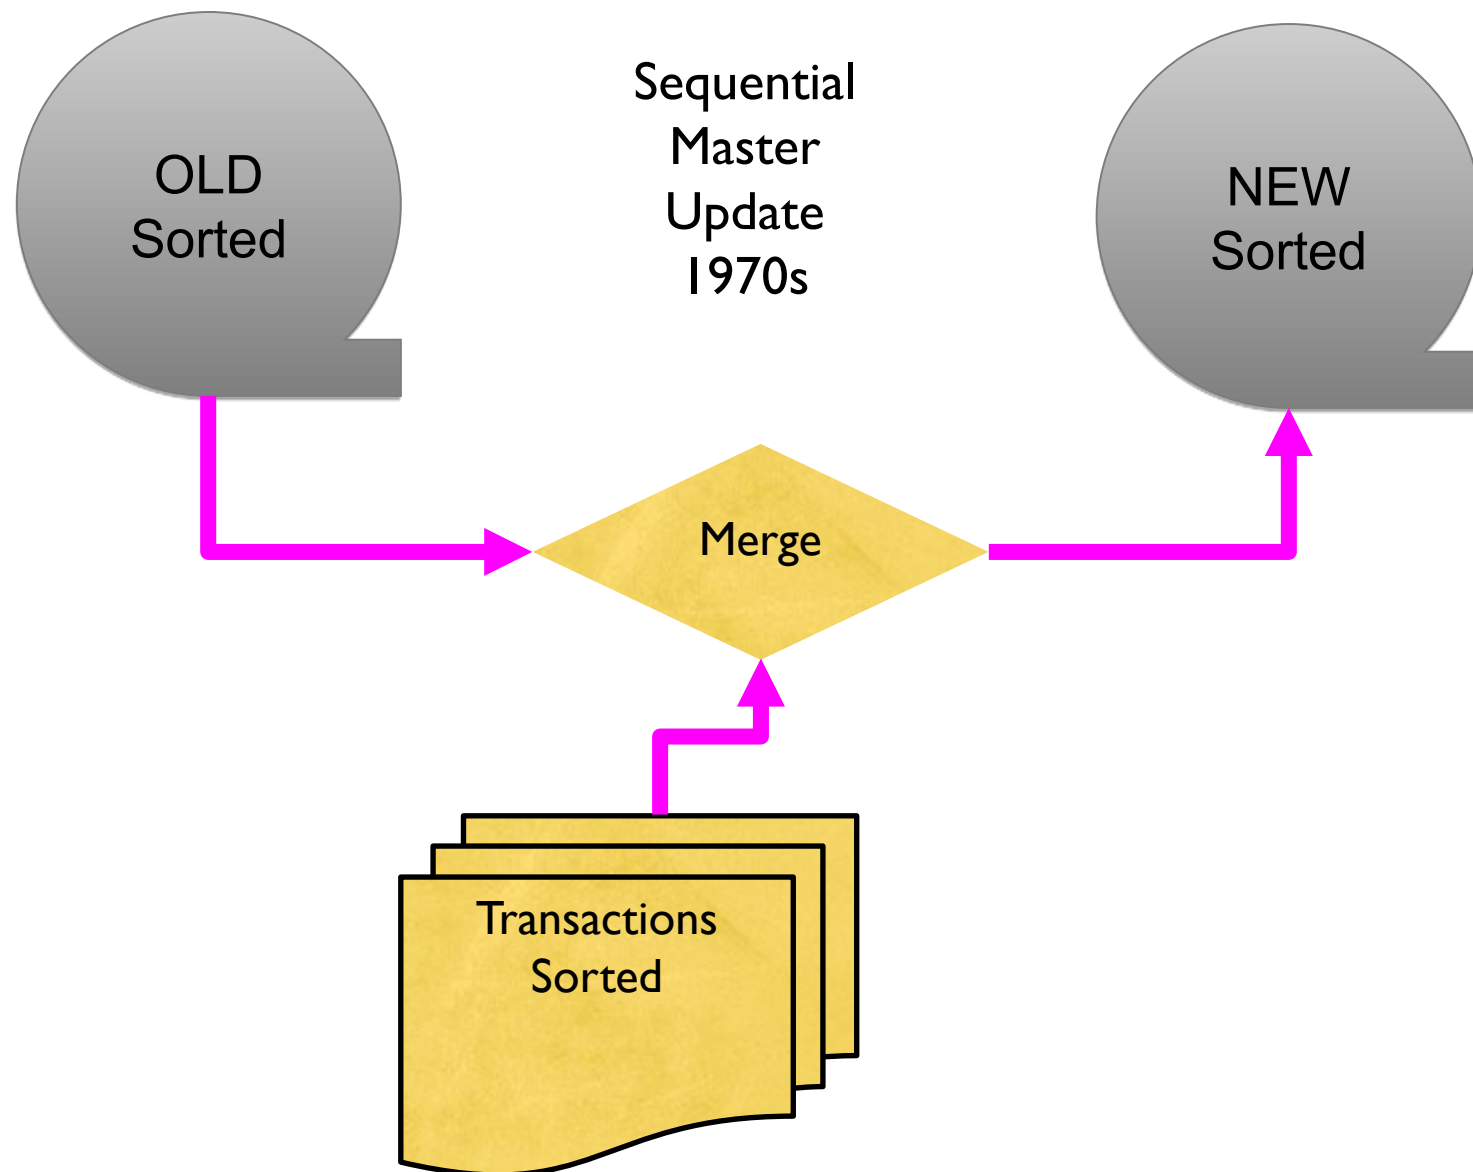 OLD
Sorted
Sequential
Master
Update
1970s
NEW
Sorted
Merge
Transactions
Sorted